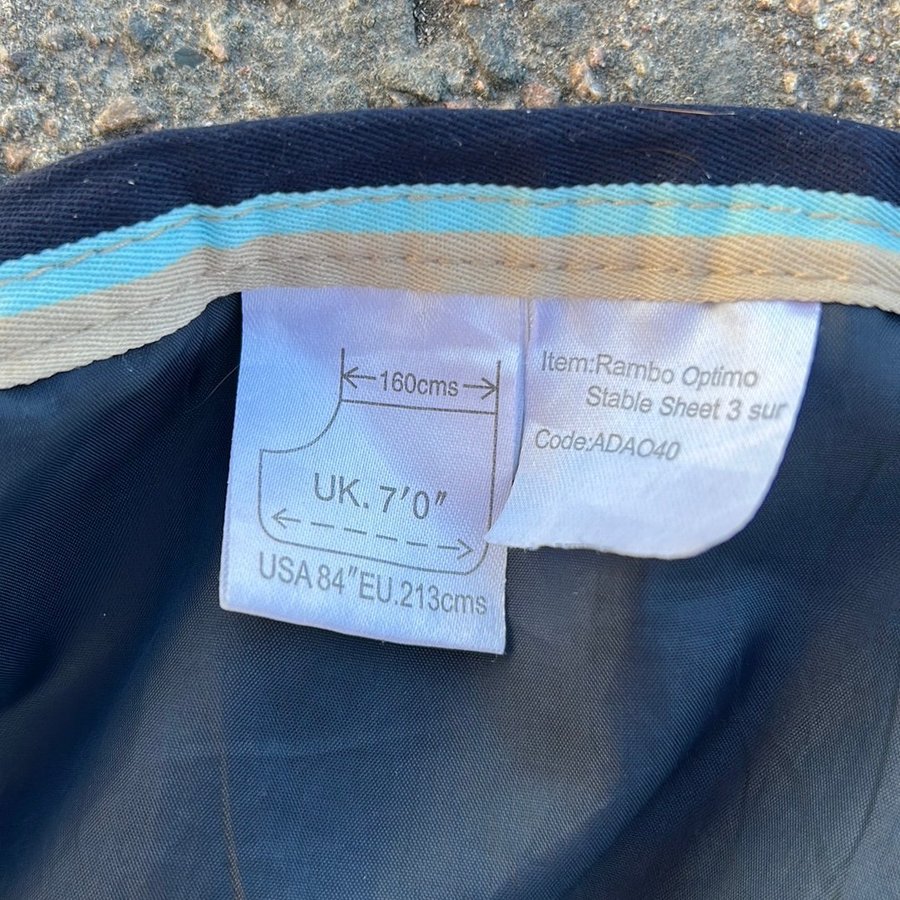 160cms
UK. 7'0"
USA 84" EU.213cms
Item:Rambo Optimo
Stable Sheet 3 sur
Code:ADAO40